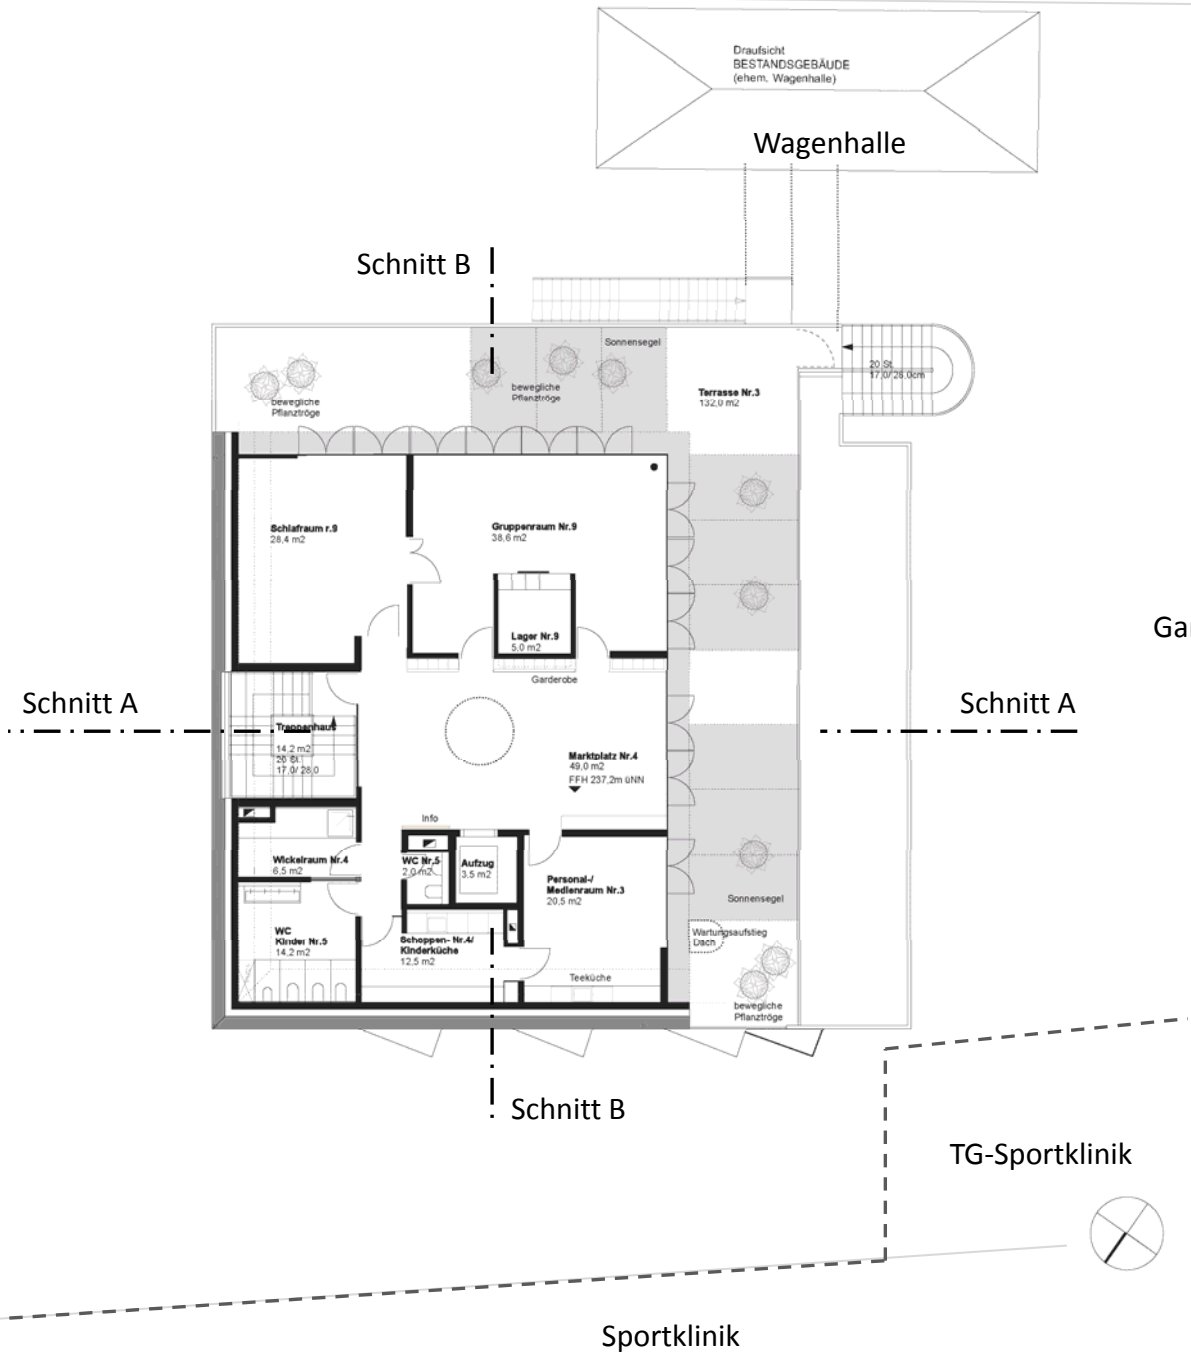 Draufsicht
BESTANDSGEBÄUDE
(ehem. Wagenhalle)
Wagenhalle
Schnitt B
Sonnensegel
bewegliche
Pflanztröge
bewegliche
Pflanztröge
Terrasse Nr.3
132,0 m2
20 St.
17,0/ 26,0cm
Schlafraum r.9
28,4 m2
Gruppenraum Nr.9
38,6 m2
Lager Nr.9
5,0 m2
Garderobe
Gar
Schnitt A
Schnitt A
Treppenhaus
14,2 m2
20 St.
17,0/ 28,0
Marktplatz Nr.4
49,0 m2
FFH 237,2m üNN
Info
Wickelraum Nr.4
6,5 m2
WC Nr.5
2,0 m2
Aufzug
3,5 m2
Personal-/
Medienraum Nr.3
20,5 m2
Sonnensegel
WC
Kinder Nr.5
14,2 m2
Schoppen- Nr.4/
Kinderküche
12,5 m2
Wartungsaufstieg
Dach
Teeküche
bewegliche
Pflanztröge
Schnitt B
TG-Sportklinik
Sportklinik